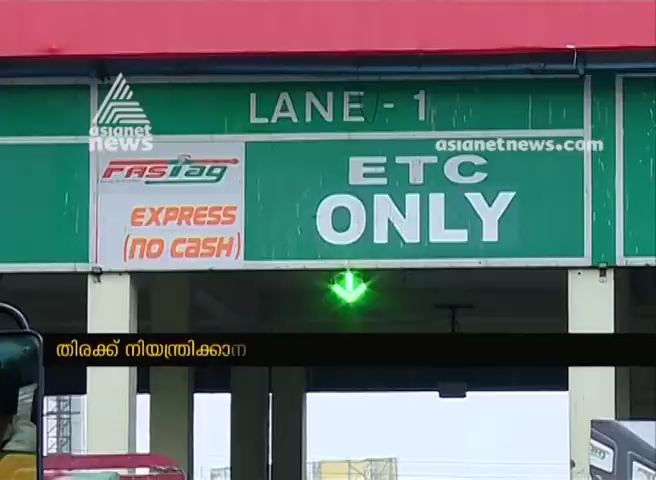 LANE - 1
asianet
news
asianetnews.com
FASTag
EXPRESS
(NO CASH)
ETC
ONLY
തിരക്ക് നിയന്ത്രിക്കാന